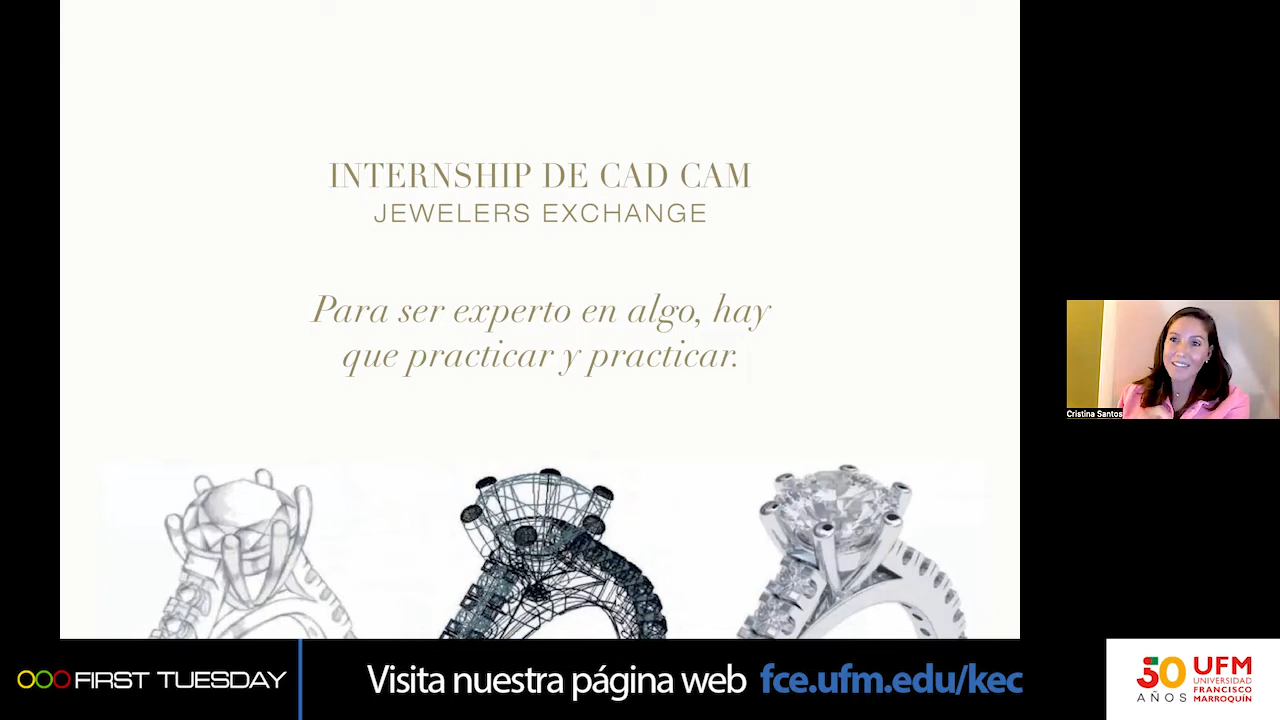 INTERNSHIP DE CAD CAM
JEWELERS EXCHANGE
Para ser experto en algo, hay
que practicar y practicar.
Cristina Santos
FIRST TUESDAY
Visita nuestra página web fce.ufm.edu/kec
50
AÑOS
UFM
UNIVERSIDAD
FRANCISCO
MARROQUÍN